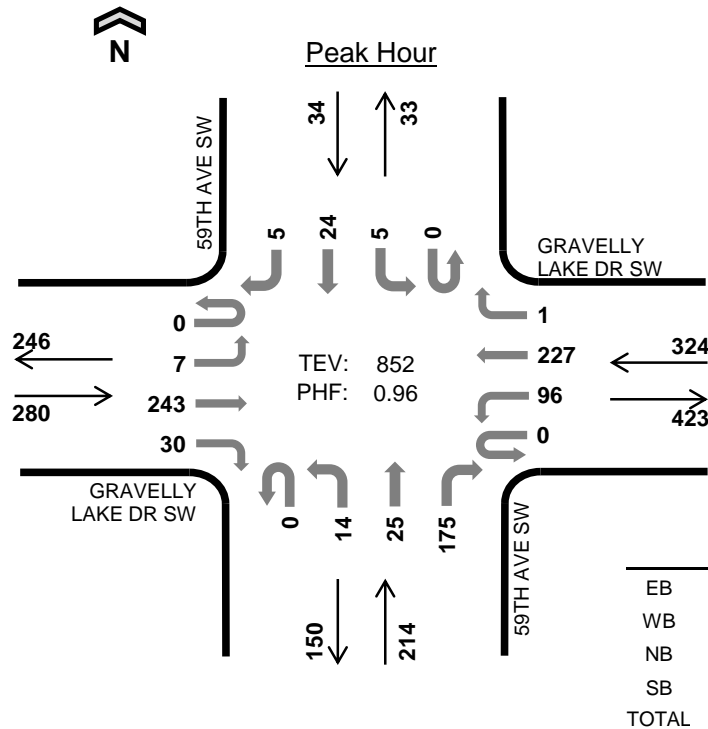 N
Peak Hour
34
33
59TH AVE SW
5
24
5
0
GRAVELLY
LAKE DR SW
0
1
246
7
227
324
TEV: 852
PHF: 0.96
280
243
96
423
30
0
GRAVELLY
LAKE DR SW
0
14
25
175
59TH AVE SW
150
214
EB
WB
NB
SB
TOTAL